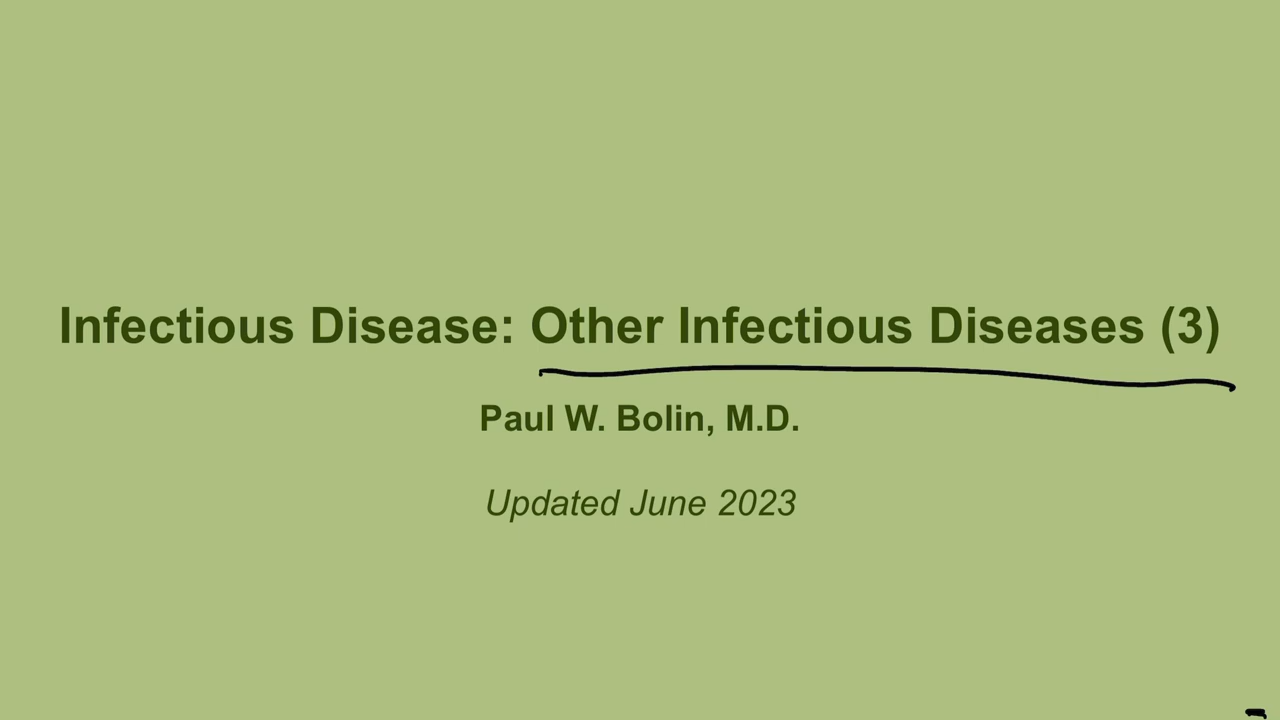 Infectious Disease: Other Infectious Diseases (3)
Paul W. Bolin, M.D.
Updated June 2023